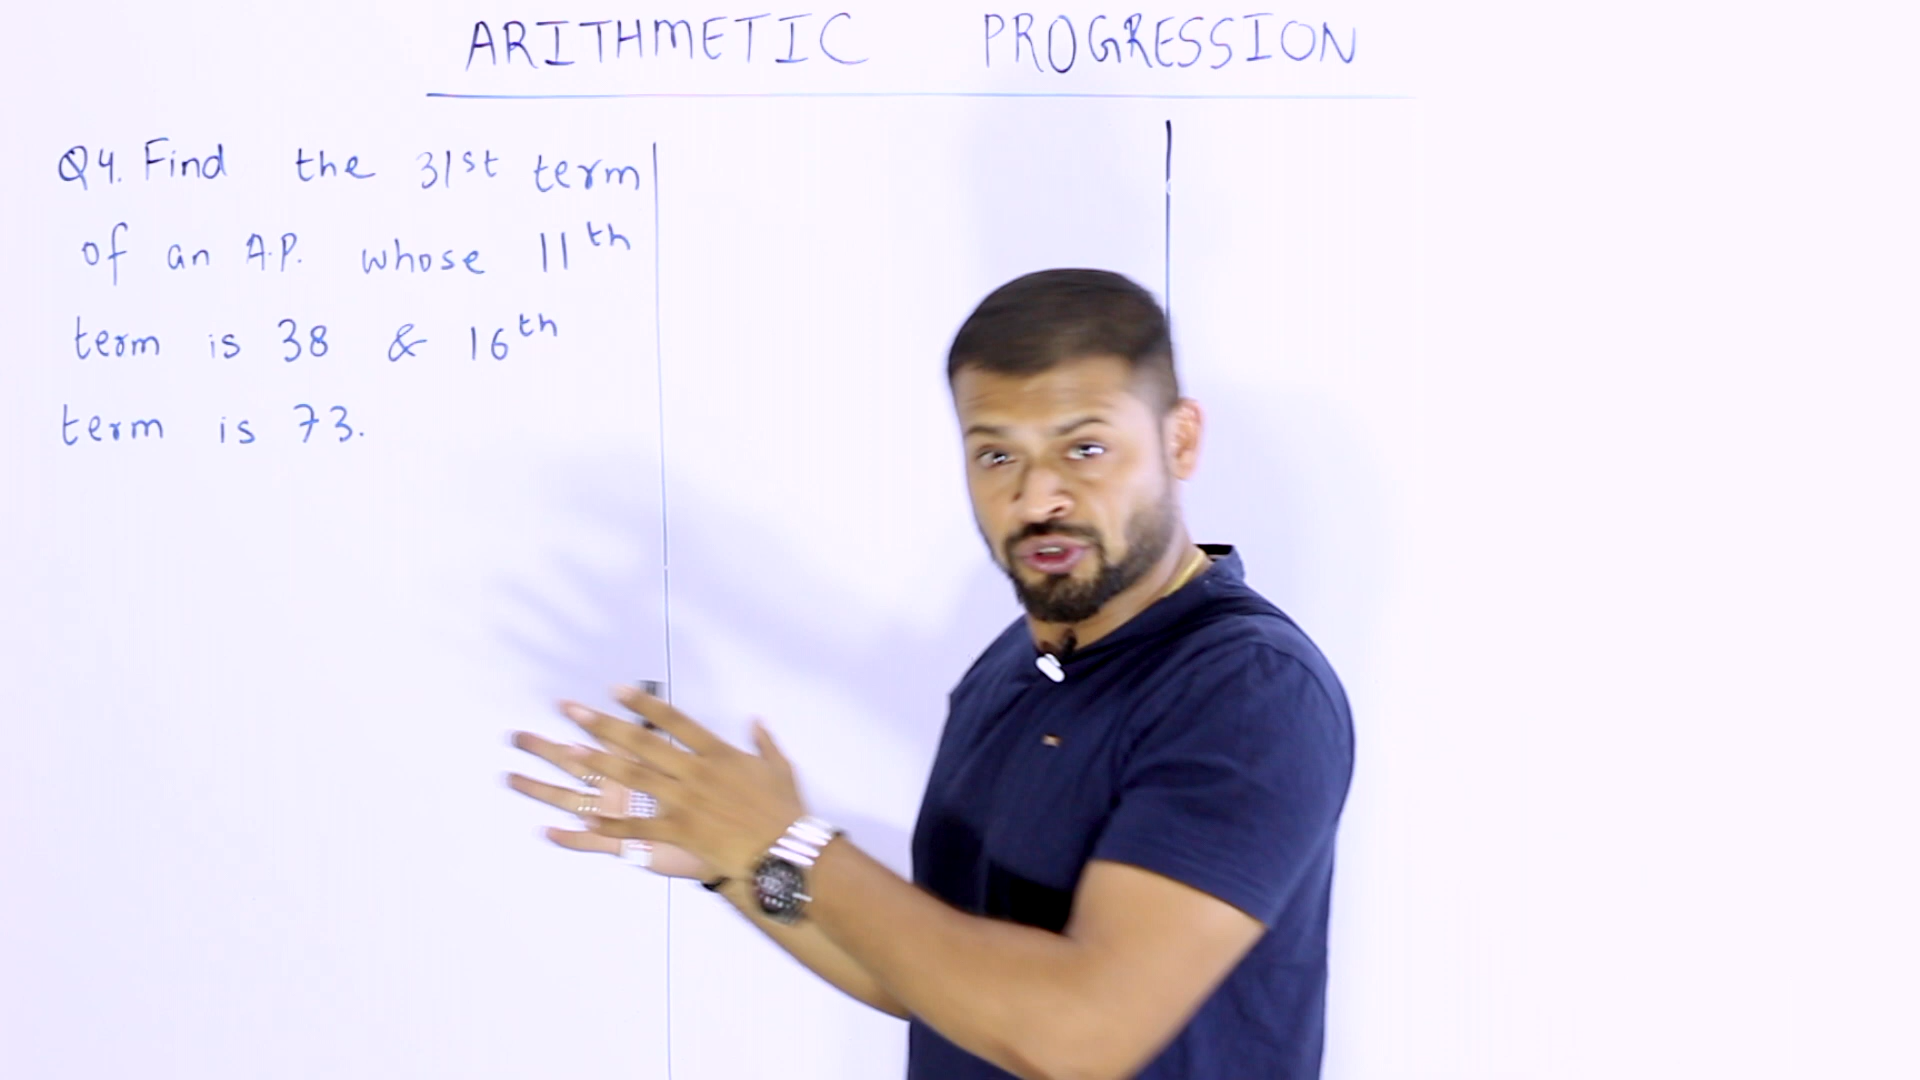 ARITHMETIC PROGRESSION
Q4. Find the 31st term
of an A.P. whose 11th
term is 38 & 16th
term is 73.